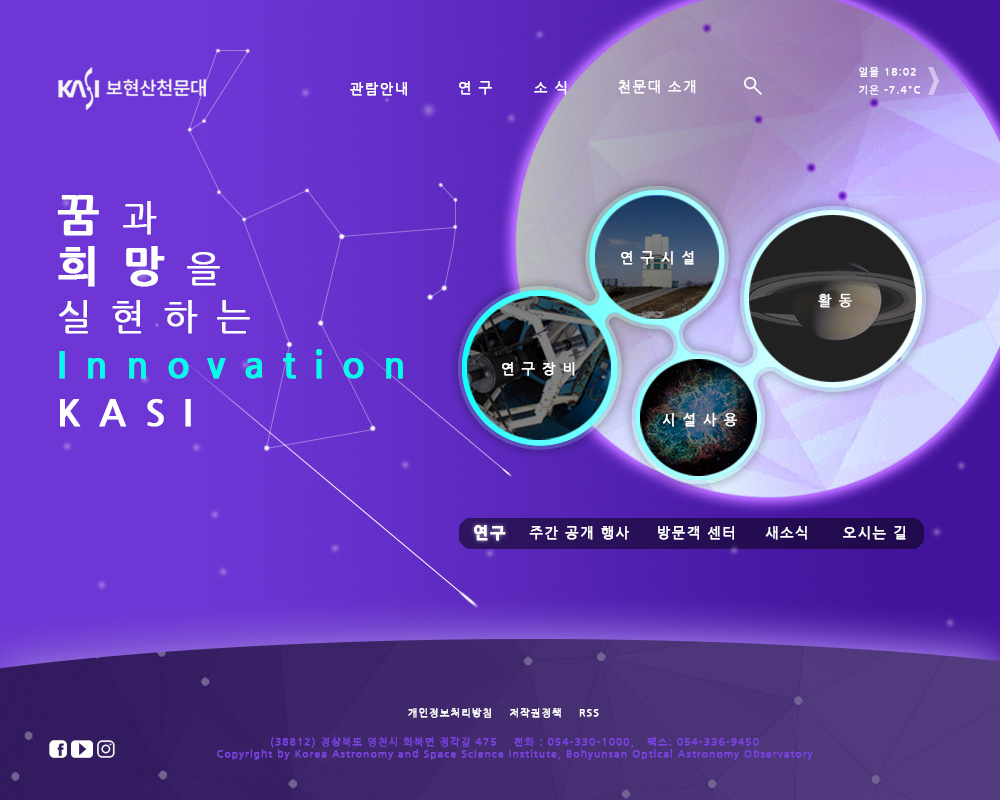 KASI 보현산천문대
관람안내 연구 소식 천문대 소개
일몰 18:02
기온 -7.4°C
꿈과
희망을
실현하는
Innovation
KASI
연구시설
활동
연구장비
시설사용
연구 주간 공개 행사 방문객 센터 새소식 오시는 길
개인정보처리방침 저작권정책 RSS
(38812) 경상북도 영천시 화북면 정각길 475 전화 : 054-330-1000, 팩스: 054-336-9450
Copyright by Korea Astronomy and Space Science Institute, Bohyunsan Optical Astronomy Observatory